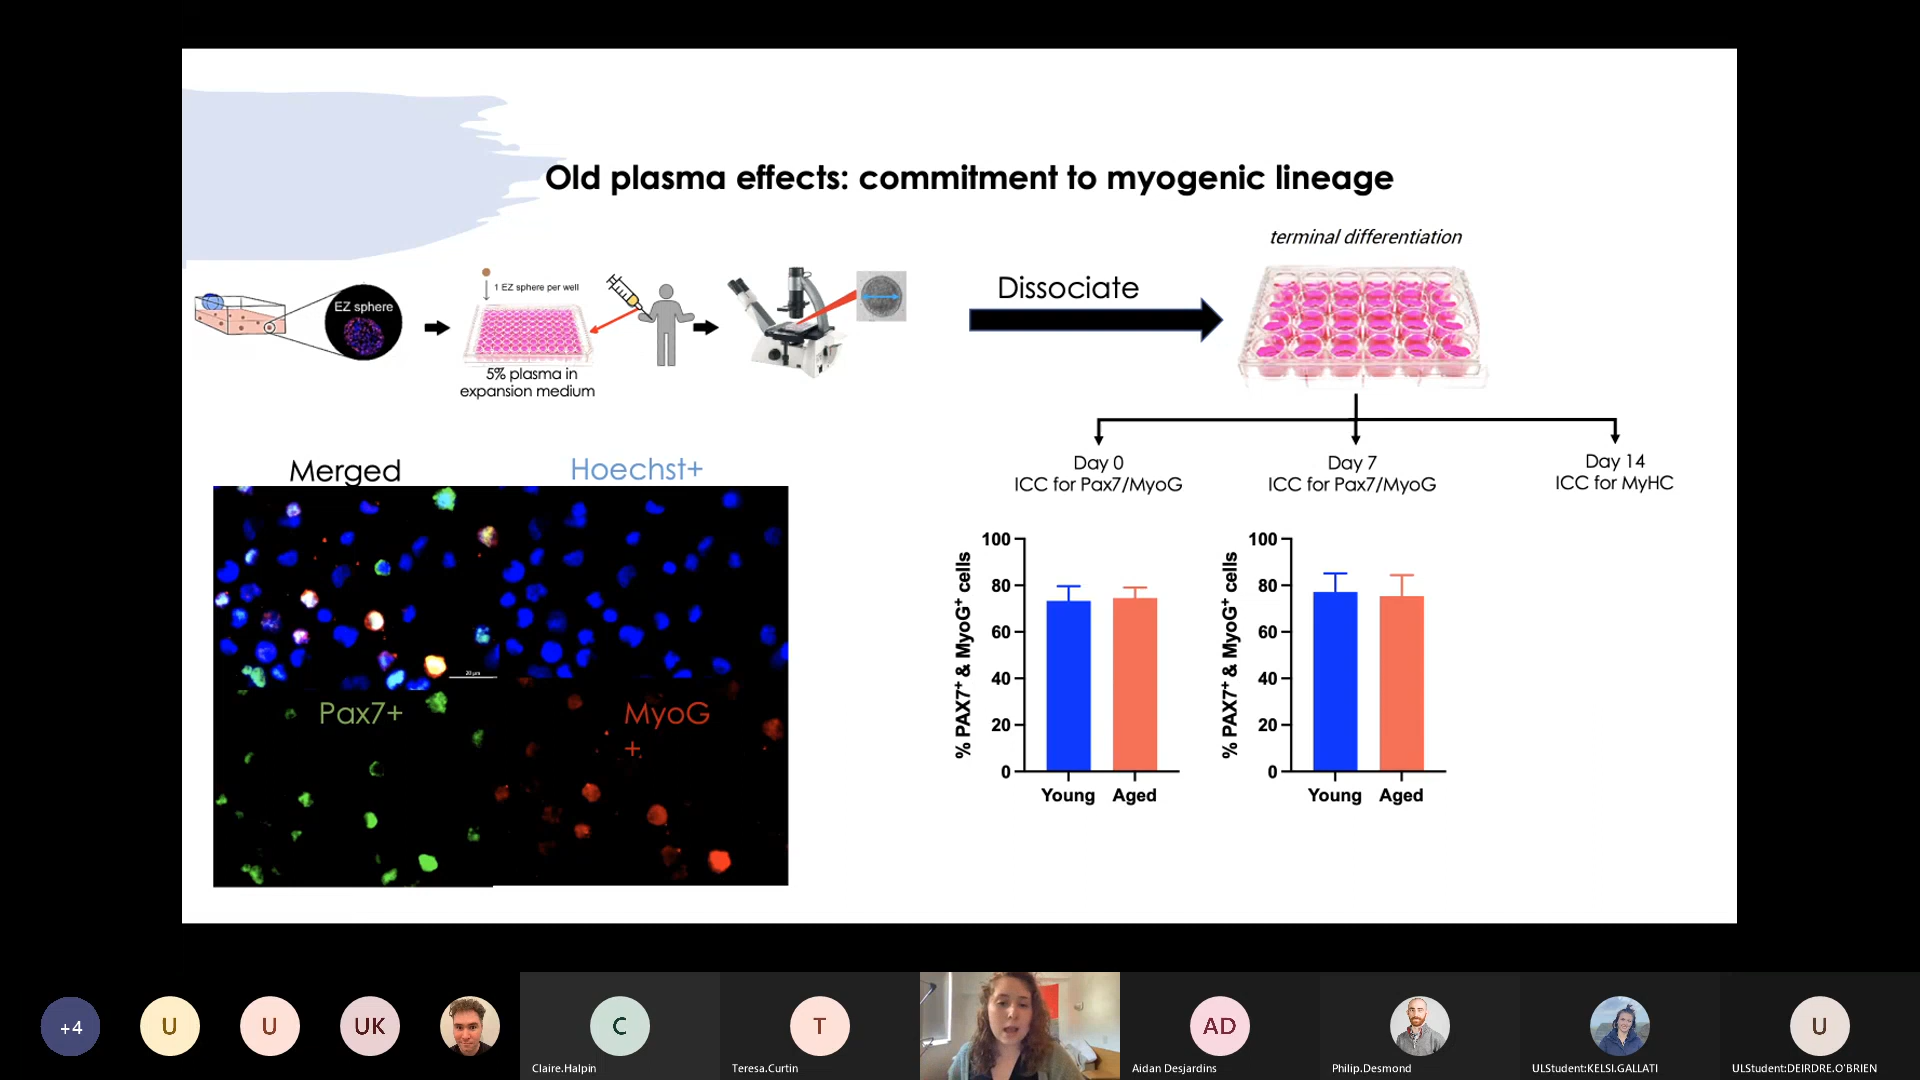 Old plasma effects: commitment to myogenic lineage
terminal differentiation
EZ sphere
1 EZ sphere per well
5% plasma in
expansion medium
Dissociate
Day 0
ICC for Pax7/MyoG
Day 7
ICC for Pax7/MyoG
Day 14
ICC for MyHC
Merged
Hoechst+
20 µm
Pax7+
MyoG
+
% PAX7+ & MyoG+ cells
100
80
60
40
20
0
Young Aged
% PAX7+ & MyoG+ cells
100
80
60
40
20
0
Young Aged
+4
U
U
UK
C
Claire.Halpin
T
Teresa.Curtin
AD
Aidan Desjardins
Philip.Desmond
ULStudent:KELSI.GALLATI
U
ULStudent:DEIRDRE.O'BRIEN